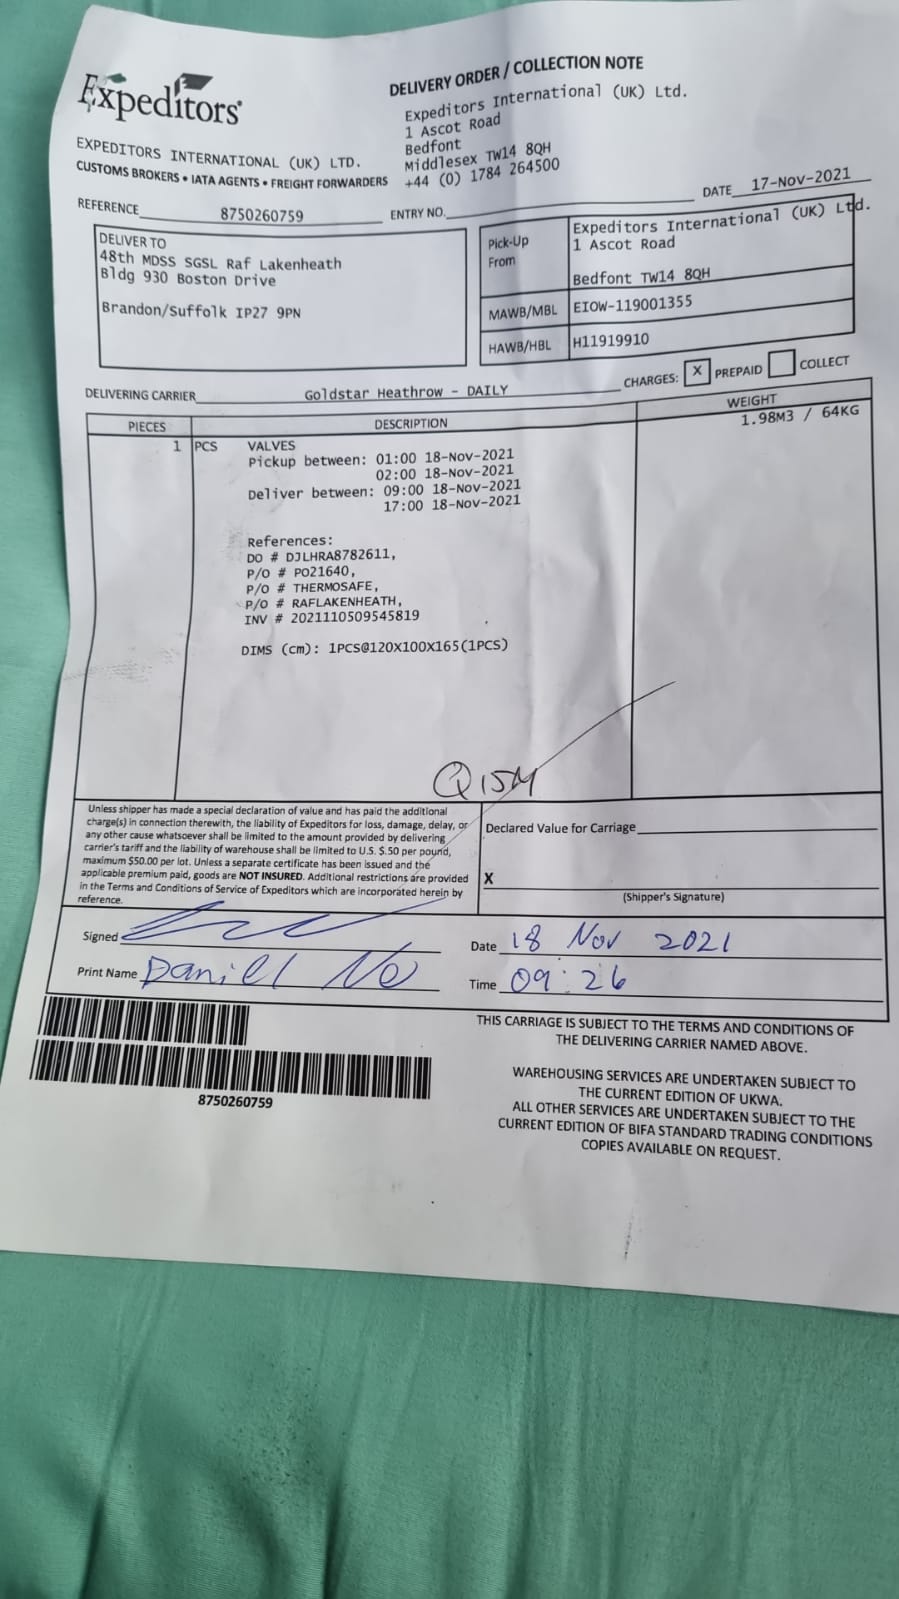 Expeditors
DELIVERY ORDER / COLLECTION NOTE
Expeditors International (UK) Ltd.
1 Ascot Road
Bedfont
Middlesex TW14 8QH
+44 (0) 1784 264500
EXPEDITORS INTERNATIONAL (UK) LTD.
CUSTOMS BROKERS • IATA AGENTS • FREIGHT FORWARDERS
DATE 17-Nov-2021
REFERENCE 8750260759 ENTRY NO.
DELIVER TO
48th MDSS SGSL Raf Lakenheath
Bldg 930 Boston Drive
Brandon/Suffolk IP27 9PN
Pick-Up From
Expeditors International (UK) Ltd.
1 Ascot Road
Bedfont TW14 8QH
MAWB/MBL EIOW-119001355
HAWB/HBL H11919910
DELIVERING CARRIER Goldstar Heathrow - DAILY
CHARGES: X PREPAID COLLECT
PIECES DESCRIPTION WEIGHT
1 PCS VALVES 1.98M3 / 64KG
Pickup between: 01:00 18-Nov-2021
02:00 18-Nov-2021
Deliver between: 09:00 18-Nov-2021
17:00 18-Nov-2021
References:
DO # DJLHRA8782611,
P/O # PO21640,
P/O # THERMOSAFE,
P/O # RAFLAKENHEATH,
INV # 2021110509545819
DIMS (cm): 1PCS@120X100X165(1PCS)
Unless shipper has made a special declaration of value and has paid the additional
charge(s) in connection therewith, the liability of Expeditors for loss, damage, delay, or
any other cause whatsoever shall be limited to the amount provided by delivering
carrier's tariff and the liability of warehouse shall be limited to U.S. $.50 per pound,
maximum $50.00 per lot. Unless a separate certificate has been issued and the
applicable premium paid, goods are NOT INSURED. Additional restrictions are provided
in the Terms and Conditions of Service of Expeditors which are incorporated herein by
reference.
Declared Value for Carriage
X
(Shipper's Signature)
Signed
Print Name Daniel
Date 18 Nov 2021
Time 09:26
8750260759
THIS CARRIAGE IS SUBJECT TO THE TERMS AND CONDITIONS OF
THE DELIVERING CARRIER NAMED ABOVE.
WAREHOUSING SERVICES ARE UNDERTAKEN SUBJECT TO
THE CURRENT EDITION OF UKWA.
ALL OTHER SERVICES ARE UNDERTAKEN SUBJECT TO THE
CURRENT EDITION OF BIFA STANDARD TRADING CONDITIONS
COPIES AVAILABLE ON REQUEST.